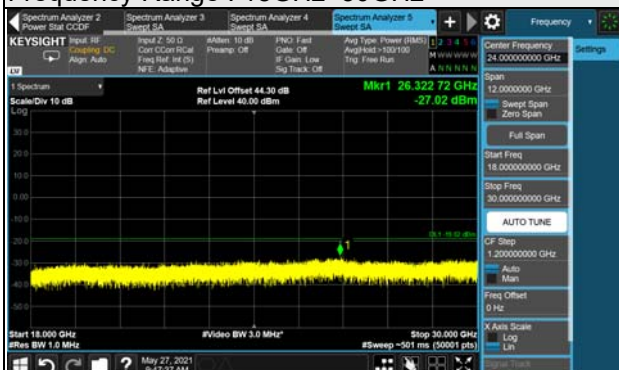 Frequency Range : 18GHz~30GHz
Spectrum Analyzer 2
Power Stat CCDF
Spectrum Analyzer 3
Swept SA
Spectrum Analyzer 4
Swept SA
Spectrum Analyzer 5
Swept SA
Frequency
KEYSIGHT
Input: RF
Coupling: DC
Align: Auto
Input Z: 50 Ω
Corr CCorr RCal
Freq Ref: Int (S)
NFE: Adaptive
#Atten: 10 dB
Preamp: Off
PNO: Fast
Gate: Off
IF Gain: Low
Sig Track: Off
Avg Type: Power (RMS)
Avg|Hold: >100/100
Trig: Free Run
1 2 3 4 5 6
M W W W W W
A N N N N N
LXI
1 Spectrum
Scale/Div 10 dB
Log
Ref Lvl Offset 44.30 dB
Ref Level 40.00 dBm
Mkr1 26.322 72 GHz
-27.02 dBm
30.0
20.0
10.0
0.00
-10.0
-20.0
-30.0
-40.0
-50.0
1
Start 18.000 GHz
#Res BW 1.0 MHz
#Video BW 3.0 MHz*
Stop 30.000 GHz
#Sweep ~501 ms (50001 pts)
Center Frequency
24.000000000 GHz
Settings
Span
12.0000000 GHz
Swept Span
Zero Span
Full Span
Start Freq
18.000000000 GHz
Stop Freq
30.000000000 GHz
AUTO TUNE
CF Step
1.200000000 GHz
Auto
Man
Freq Offset
0 Hz
X Axis Scale
Log
Lin
Signal Track
?
May 27, 2021